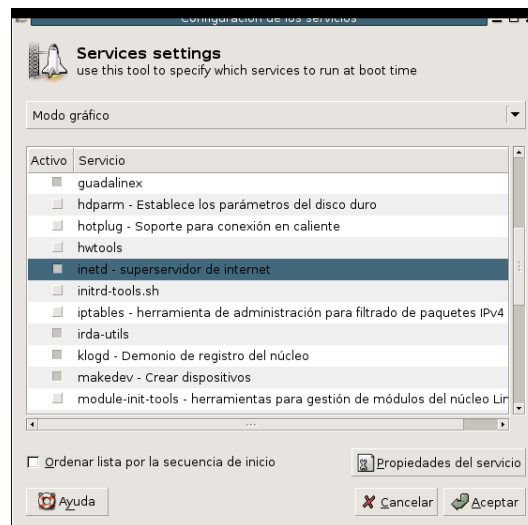 Configuración de los servicios
Services settings
use this tool to specify which services to run at boot time
Modo gráfico
Activo Servicio
guadalinex
hdparm - Establece los parámetros del disco duro
hotplug - Soporte para conexión en caliente
hwtools
inetd - superservidor de internet
initrd-tools.sh
iptables - herramienta de administración para filtrado de paquetes IPv4
irda-utils
klogd - Demonio de registro del núcleo
makedev - Crear dispositivos
module-init-tools - herramientas para gestión de módulos del núcleo Lin
Ordenar lista por la secuencia de inicio
Propiedades del servicio
Ayuda
Cancelar
Aceptar